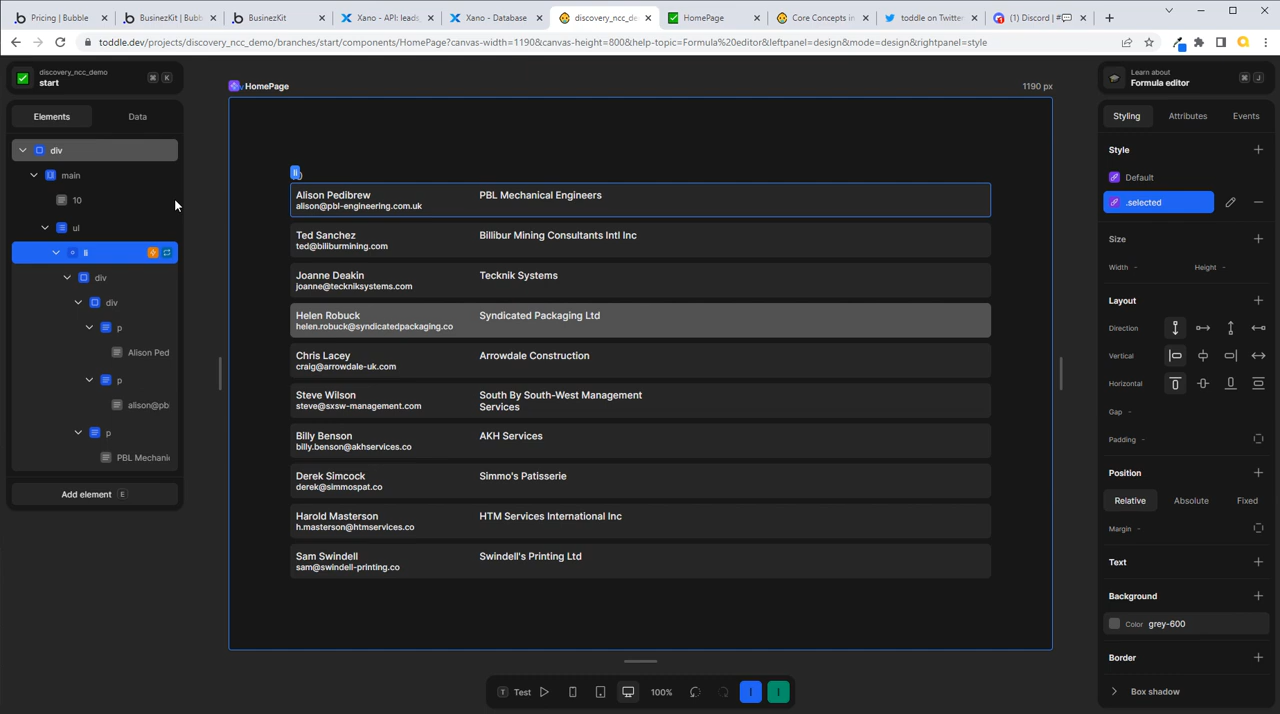 Pricing | Bubble
BusinezKit | Bubble
BusinezKit
Xano - API: leads
Xano - Database
discovery_ncc_demo
HomePage
Core Concepts in
toddle on Twitter
(1) Discord | #
toddle.dev/projects/discovery_ncc_demo/branches/start/components/HomePage?canvas-width=1190&canvas-height=800&help-topic=Formula%20editor&leftpanel=design&mode=design&rightpanel=style
discovery_ncc_demo
start
⌘ K
HomePage
1190 px
Learn about
Formula editor
⌘ J
Elements
Data
Styling
Attributes
Events
div
main
10
ul
li
div
div
p
Alison Ped
p
alison@pb
p
PBL Mechani
Add element E
li
Alison Pedibrew
PBL Mechanical Engineers
alison@pbl-engineering.com.uk
Ted Sanchez
Billibur Mining Consultants Intl Inc
ted@biliburmining.com
Joanne Deakin
Tecknik Systems
joanne@teckniksystems.com
Helen Robuck
Syndicated Packaging Ltd
helen.robuck@syndicatedpackaging.co
Chris Lacey
Arrowdale Construction
craig@arrowdale-uk.com
Steve Wilson
South By South-West Management
steve@sxsw-management.com
Services
Billy Benson
AKH Services
billy.benson@akhservices.co
Derek Simcock
Simmo's Patisserie
derek@simmospat.co
Harold Masterson
HTM Services International Inc
h.masterson@htmservices.co
Sam Swindell
Swindell's Printing Ltd
sam@swindell-printing.co
Style
Default
.selected
Size
Width -
Height -
Layout
Direction
Vertical
Horizontal
Gap -
Padding -
Position
Relative
Absolute
Fixed
Margin -
Text
Background
Color grey-600
Border
Box shadow
T Test
100%